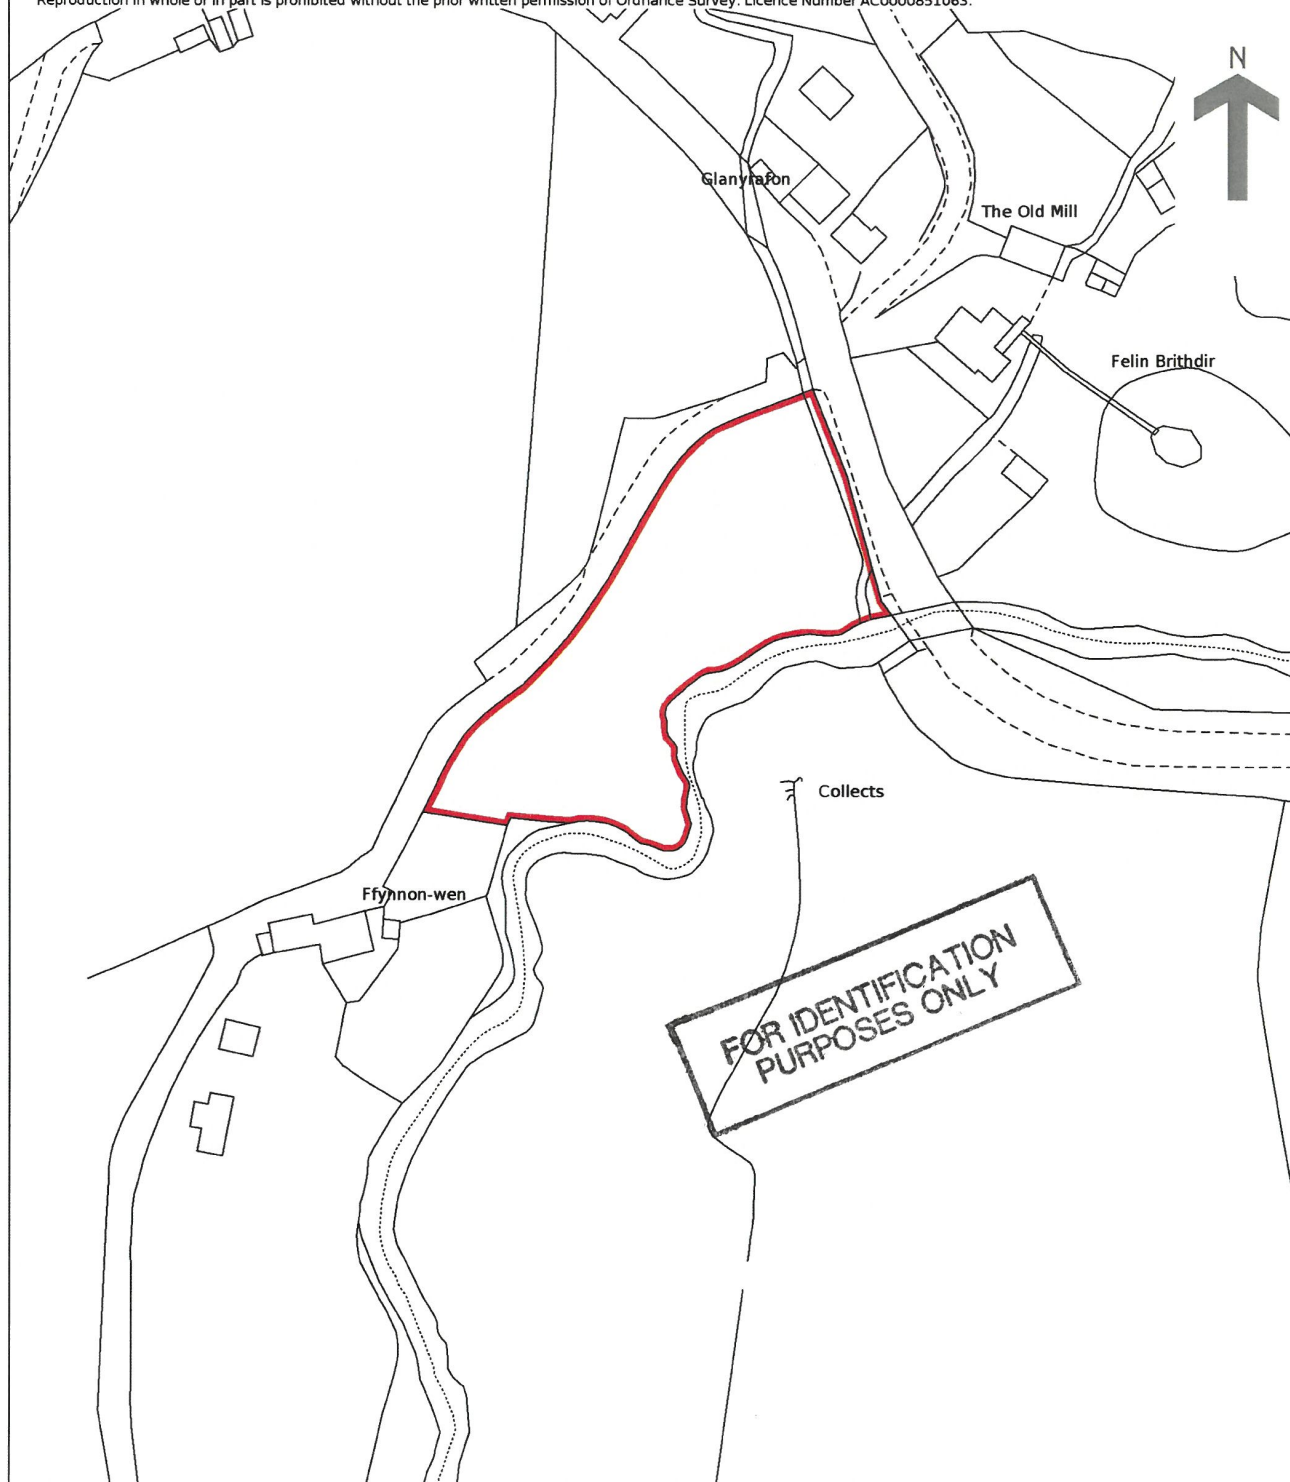 Reproduction in whole or in part is prohibited without the prior written permission of Ordnance Survey. Licence Number AC0000851063.
N
Glanyrafon
The Old Mill
Felin Brithdir
Collects
Ffynnon-wen
FOR IDENTIFICATION
PURPOSES ONLY